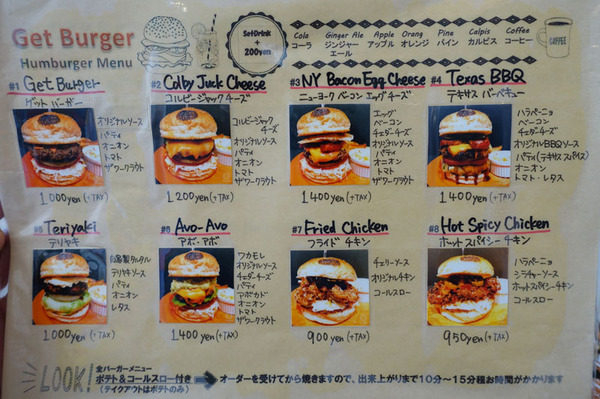 Get Burger
Humburger Menu
SetDrink
+
200yen
Cola
コーラ
Ginger Ale
ジンジャー
エール
Apple
アップル
Orang
オレンジ
Pine
パイン
Calpis
カルピス
Coffee
コーヒー
COFFEE
#1 Get Burger
ゲット バーガー
オリジナルソース
パティ
オニオン
トマト
ザワークラウト
1,000yen (+TAX)
#2 Colby Juck Cheese
コルビージャック チーズ
コルビージャック
チーズ
オリジナルソース
パティ
オニオン
トマト
ザワークラウト
1200yen (+TAX)
#3 NY Bacon Egg Cheese
ニューヨーク ベーコン エッグ チーズ
エッグ
ベーコン
チェダーチーズ
オリジナルソース
パティ
オニオン
トマト
ザワークラウト
1400yen (+TAX)
#4 Texas BBQ
テキサス バーベキュー
ハラペーニョ
ベーコン
チェダーチーズ
オリジナルBBQソース
パティ(テキサススパイス)
オニオン
トマト・レタス
1400yen (+TAX)
#5 Teriyaki
テリヤキ
自家製タルタル
テリヤキソース
パティ
オニオン
レタス
1000yen (+TAX)
#6 Avo-Avo
アボ・アボ
ワカモレ
オリジナルソース
チェダーチーズ
パティ
アボカド
オニオン
トマト
ザワークラウト
1,400yen (+TAX)
#7 Fried Chicken
フライド チキン
チェリーソース
オリジナルチキン
コールスロー
900yen (+TAX)
#8 Hot Spicy Chicken
ホット スパイシー チキン
ハラペーニョ
シラチャーソース
ホットスパイシーチキン
コールスロー
950yen (+TAX)
LOOK!
全バーガーメニュー
ポテト&コールスロー付き
(テイクアウトはポテトのみ)
オーダーを受けてから焼きますので、出来上がりまで10分~15分程お時間がかかります